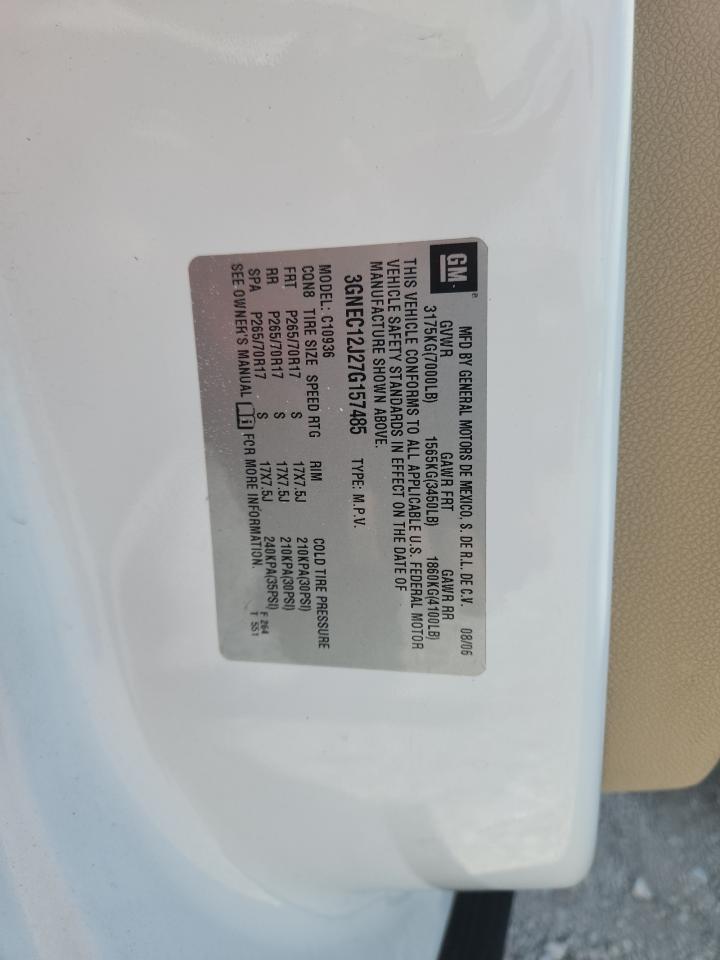 GM ®
MFD BY GENERAL MOTORS DE MEXICO, S. DE R.L. DE C.V. 08/06
GVWR GAWR FRT GAWR RR
3175KG(7000LB) 1565KG(3450LB) 1860KG(4100LB)
THIS VEHICLE CONFORMS TO ALL APPLICABLE U.S. FEDERAL MOTOR
VEHICLE SAFETY STANDARDS IN EFFECT ON THE DATE OF
MANUFACTURE SHOWN ABOVE.
3GNEC12J27G157485 TYPE: M.P.V.
MODEL: C10936
CQN8 TIRE SIZE SPEED RTG RIM COLD TIRE PRESSURE
FRT P265/70R17 S 17X7.5J 210KPA(30PSI)
RR P265/70R17 S 17X7.5J 210KPA(30PSI)
SPA P265/70R17 S 17X7.5J 240KPA(35PSI)
SEE OWNER'S MANUAL i FOR MORE INFORMATION.
F 264
T 551